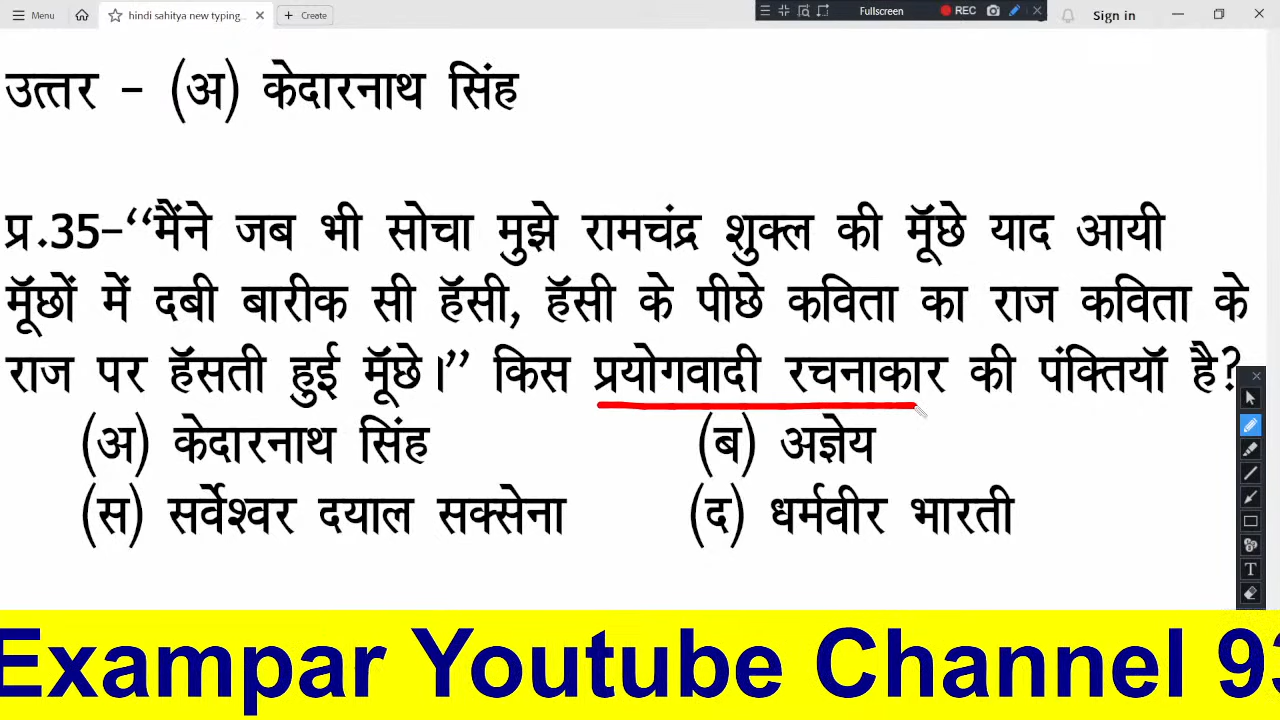 Menu
hindi sahitya new typing...
Create
Fullscreen
REC
Sign in
उत्तर - (अ) केदारनाथ सिंह
प्र.35-‘‘मैंने जब भी सोचा मुझे रामचंद्र शुक्ल की मूॅछे याद आयी
मूॅछों में दबी बारीक सी हॅसी, हॅसी के पीछे कविता का राज कविता के
राज पर हॅसती हुई मूॅछे।’’ किस प्रयोगवादी रचनाकार की पंक्तियॉ है?
(अ) केदारनाथ सिंह (ब) अज्ञेय
(स) सर्वेश्वर दयाल सक्सेना (द) धर्मवीर भारती
T
Exampar Youtube Channel 93